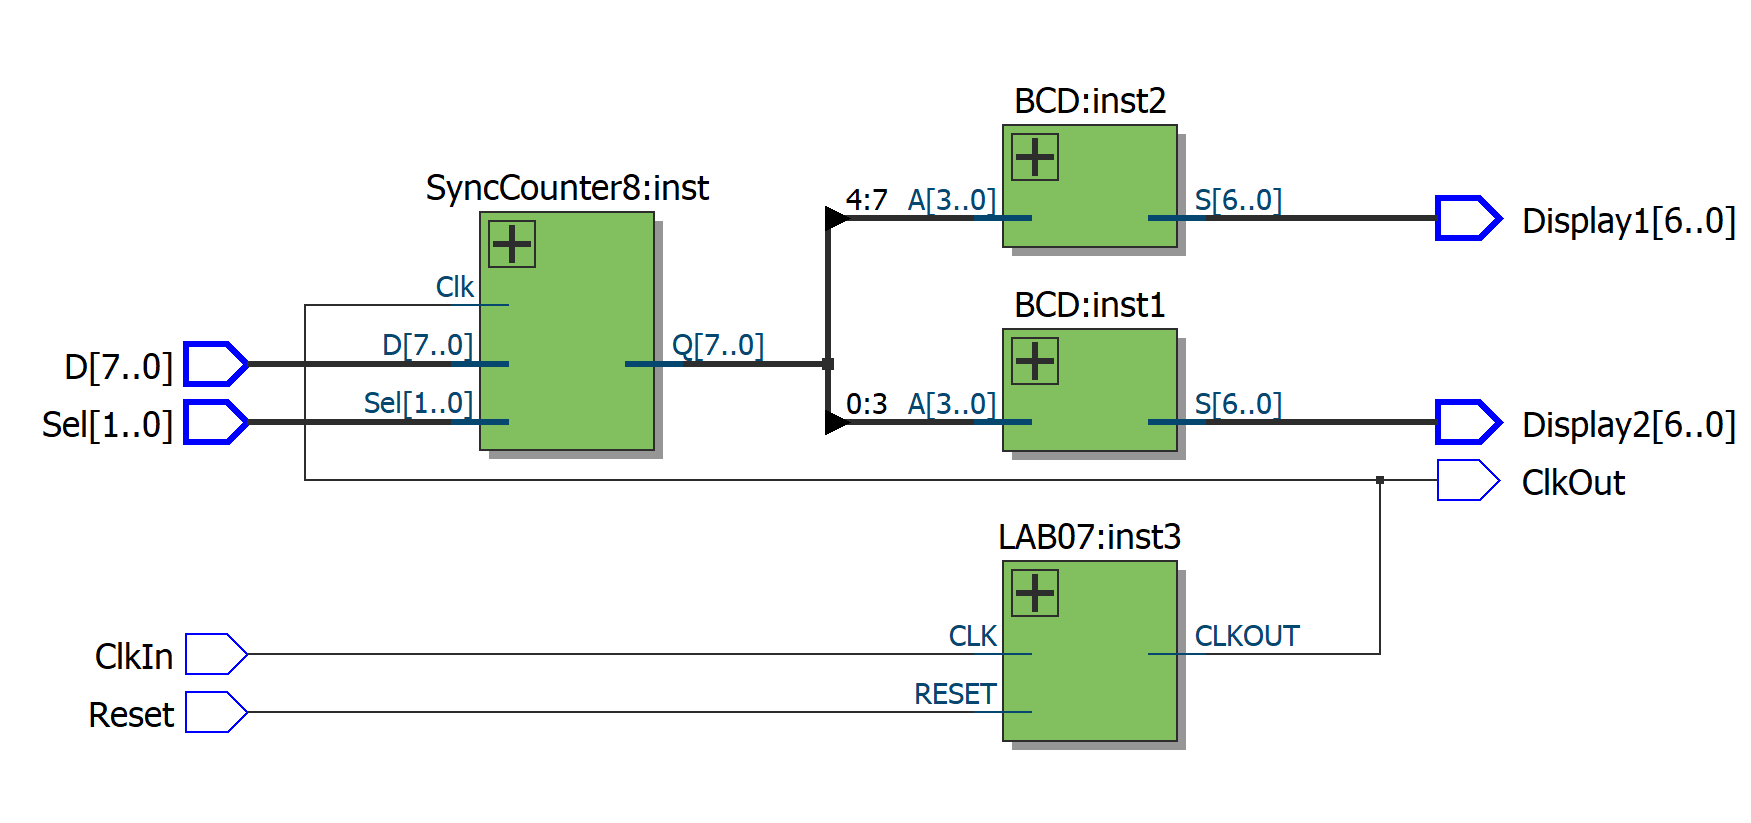 BCD:inst2
SyncCounter8:inst
4:7 A[3..0] S[6..0]
Display1[6..0]
Clk
BCD:inst1
D[7..0]
D[7..0]
Q[7..0]
Sel[1..0]
Sel[1..0]
0:3 A[3..0] S[6..0]
Display2[6..0]
ClkOut
LAB07:inst3
ClkIn
CLK
CLKOUT
Reset
RESET